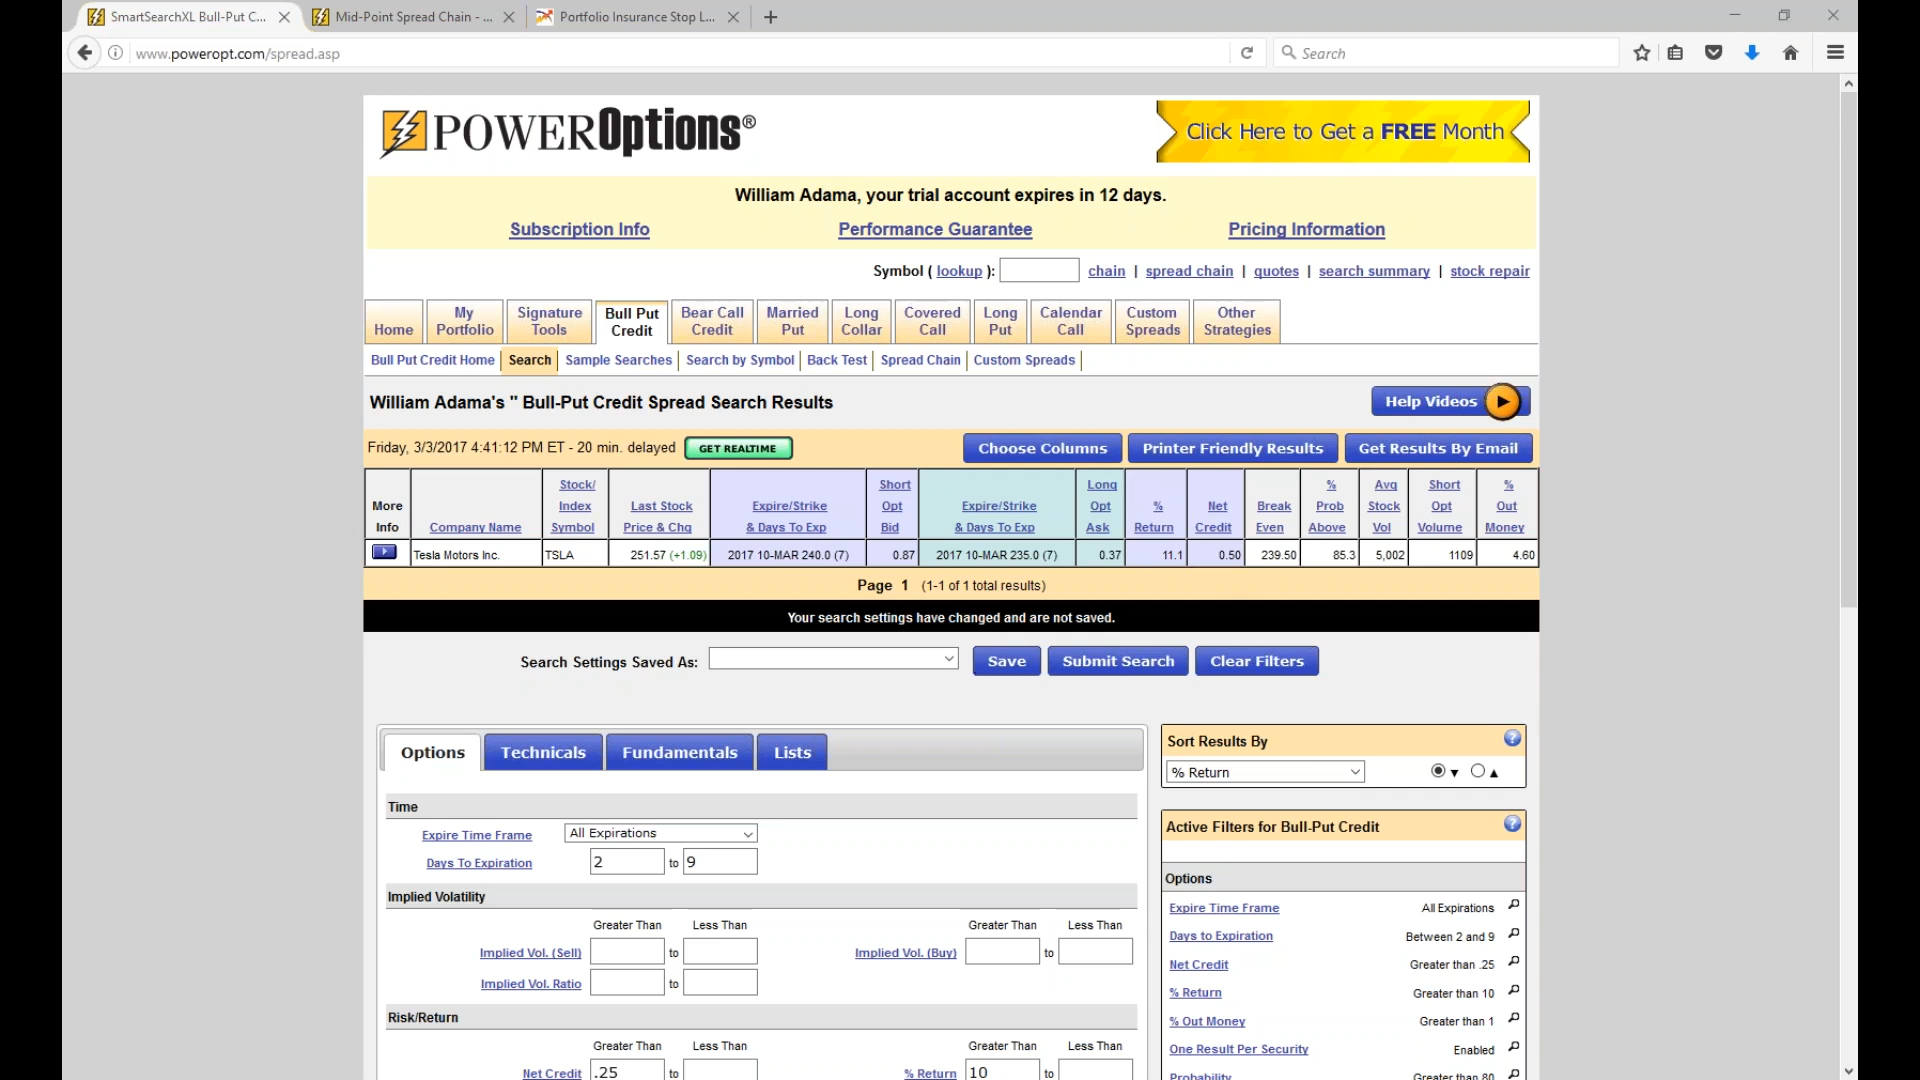 SmartSearchXL Bull-Put C...
Mid-Point Spread Chain - ...
Portfolio Insurance Stop L...
www.poweropt.com/spread.asp
Search
POWEROptions®
Click Here to Get a FREE Month
William Adama, your trial account expires in 12 days.
Subscription Info
Performance Guarantee
Pricing Information
Symbol ( lookup ): chain | spread chain | quotes | search summary | stock repair
Home
My Portfolio
Signature Tools
Bull Put Credit
Bear Call Credit
Married Put
Long Collar
Covered Call
Long Put
Calendar Call
Custom Spreads
Other Strategies
Bull Put Credit Home | Search | Sample Searches | Search by Symbol | Back Test | Spread Chain | Custom Spreads |
William Adama's '' Bull-Put Credit Spread Search Results
Help Videos
Friday, 3/3/2017 4:41:12 PM ET - 20 min. delayed
GET REALTIME
Choose Columns
Printer Friendly Results
Get Results By Email
More Info
Company Name
Stock/ Index Symbol
Last Stock Price & Chg
Expire/Strike & Days To Exp
Short Opt Bid
Expire/Strike & Days To Exp
Long Opt Ask
% Return
Net Credit
Break Even
% Prob Above
Avg Stock Vol
Short Opt Volume
% Out Money
Tesla Motors Inc. TSLA 251.57 (+1.09) 2017 10-MAR 240.0 (7) 0.87 2017 10-MAR 235.0 (7) 0.37 11.1 0.50 239.50 85.3 5,002 1109 4.60
Page 1 (1-1 of 1 total results)
Your search settings have changed and are not saved.
Search Settings Saved As:
Save
Submit Search
Clear Filters
Options
Technicals
Fundamentals
Lists
Time
Expire Time Frame All Expirations
Days To Expiration 2 to 9
Implied Volatility
Greater Than Less Than Greater Than Less Than
Implied Vol. (Sell) to Implied Vol. (Buy) to
Implied Vol. Ratio to
Risk/Return
Greater Than Less Than Greater Than Less Than
Net Credit .25 to % Return 10 to
Sort Results By
% Return
Active Filters for Bull-Put Credit
Options
Expire Time Frame All Expirations
Days to Expiration Between 2 and 9
Net Credit Greater than .25
% Return Greater than 10
% Out Money Greater than 1
One Result Per Security Enabled
Probability Greater than 80